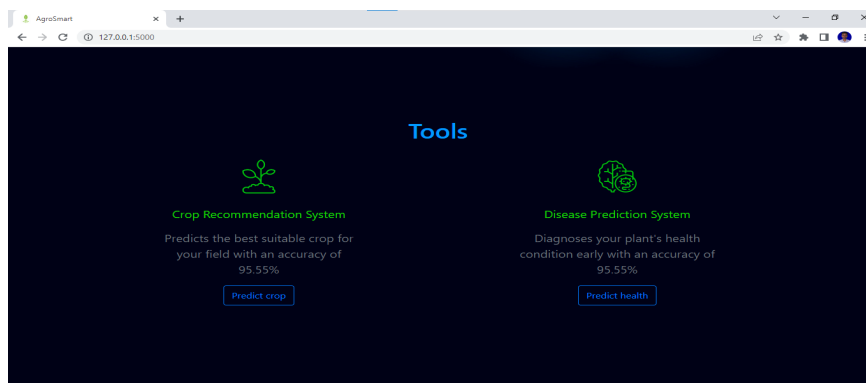 AgroSmart
127.0.0.1:5000
Tools
Crop Recommendation System
Predicts the best suitable crop for
your field with an accuracy of
95.55%
Predict crop
Disease Prediction System
Diagnoses your plant's health
condition early with an accuracy of
95.55%
Predict health